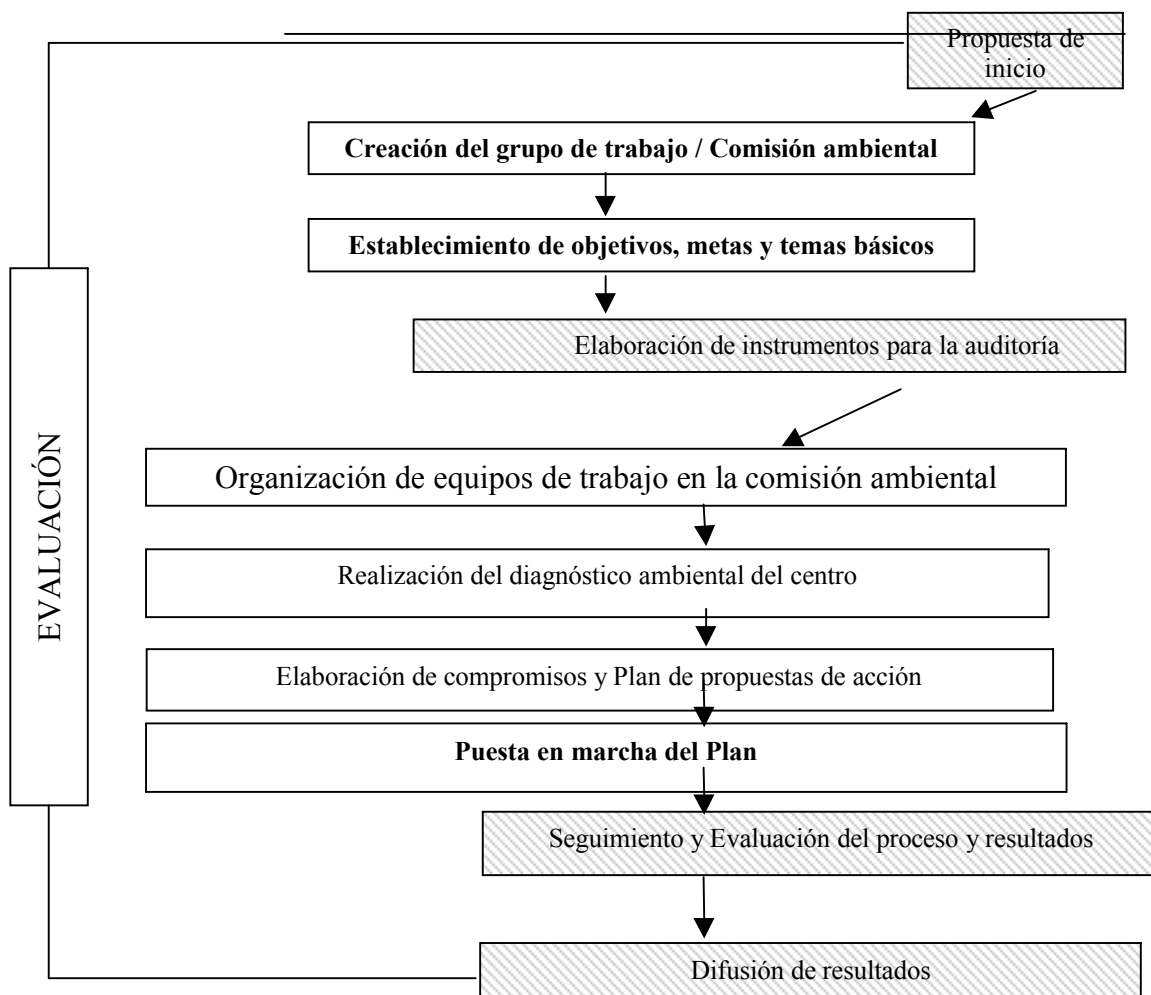 Propuesta de
inicio
Creación del grupo de trabajo / Comisión ambiental
Establecimiento de objetivos, metas y temas básicos
Elaboración de instrumentos para la auditoría
Organización de equipos de trabajo en la comisión ambiental
EVALUACIÓN
Realización del diagnóstico ambiental del centro
Elaboración de compromisos y Plan de propuestas de acción
Puesta en marcha del Plan
Seguimiento y Evaluación del proceso y resultados
Difusión de resultados